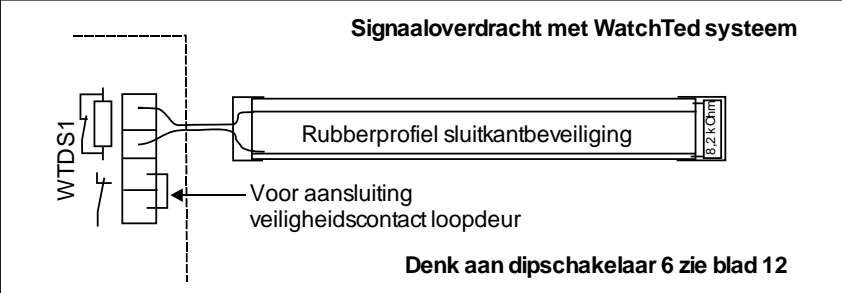 Signaaloverdracht met WatchTed systeem
WTDS1
Rubberprofiel sluitkantbeveiliging
8,2 kOhm
Voor aansluiting
veiligheidscontact loopdeur
Denk aan dipschakelaar 6 zie blad 12